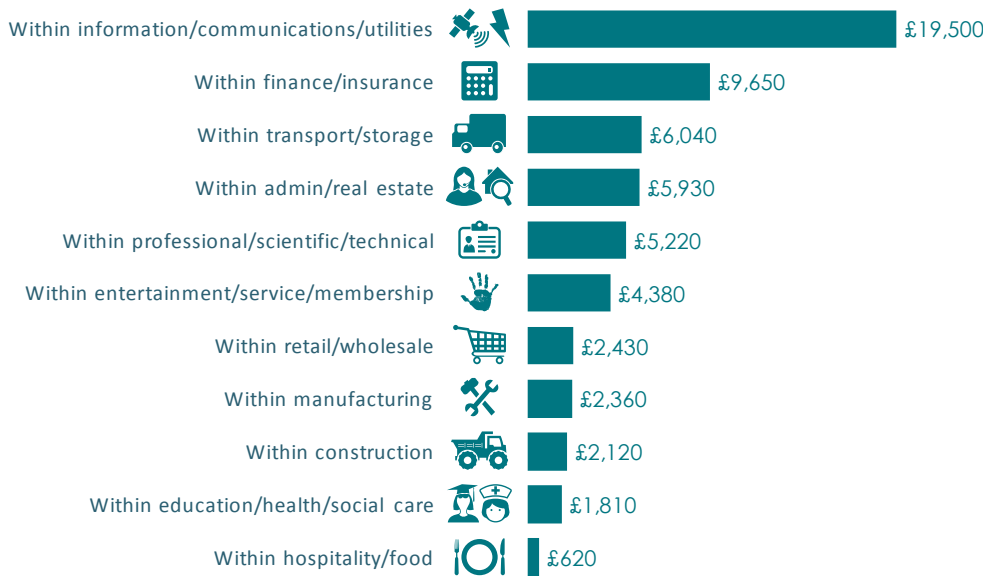 Within information/communications/utilities £19,500
Within finance/insurance £9,650
Within transport/storage £6,040
Within admin/real estate £5,930
Within professional/scientific/technical £5,220
Within entertainment/service/membership £4,380
Within retail/wholesale £2,430
Within manufacturing £2,360
Within construction £2,120
Within education/health/social care £1,810
Within hospitality/food £620